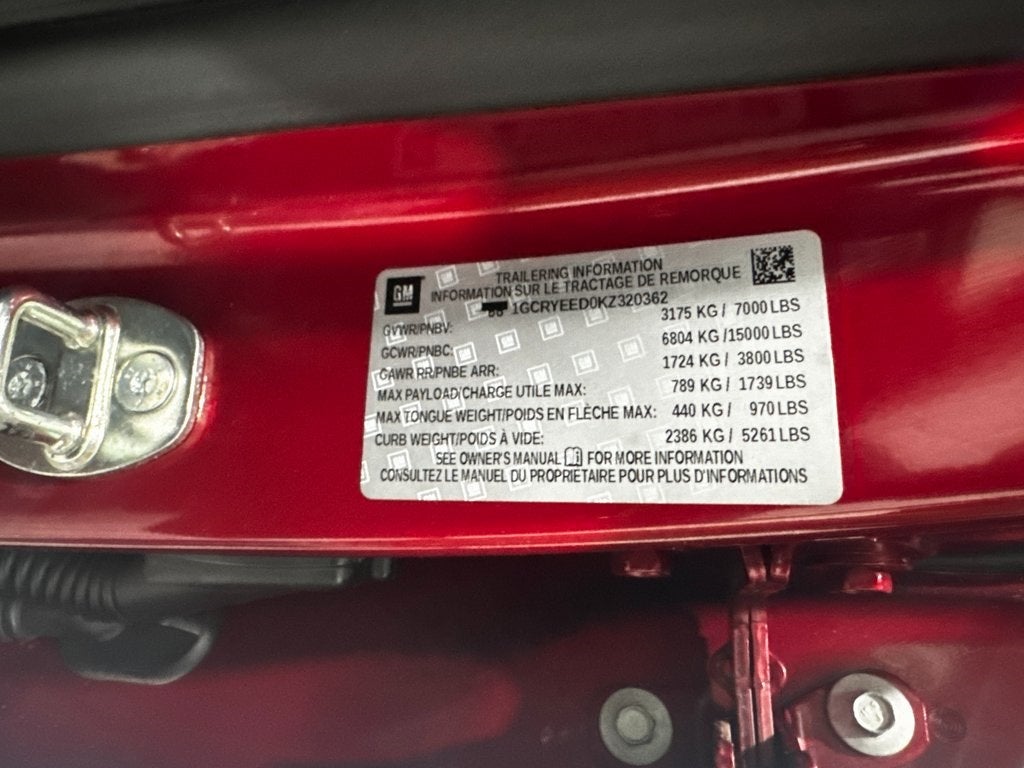 GM
TRAILERING INFORMATION
INFORMATION SUR LE TRACTAGE DE REMORQUE
1GCRYEED0KZ320362
GVWR/PNBV: 3175 KG / 7000 LBS
GCWR/PNBC: 6804 KG /15000 LBS
GAWR RR/PNBE ARR: 1724 KG / 3800 LBS
MAX PAYLOAD/CHARGE UTILE MAX: 789 KG / 1739 LBS
MAX TONGUE WEIGHT/POIDS EN FLÈCHE MAX: 440 KG / 970 LBS
CURB WEIGHT/POIDS À VIDE: 2386 KG / 5261 LBS
SEE OWNER'S MANUAL FOR MORE INFORMATION
CONSULTEZ LE MANUEL DU PROPRIETAIRE POUR PLUS D'INFORMATIONS